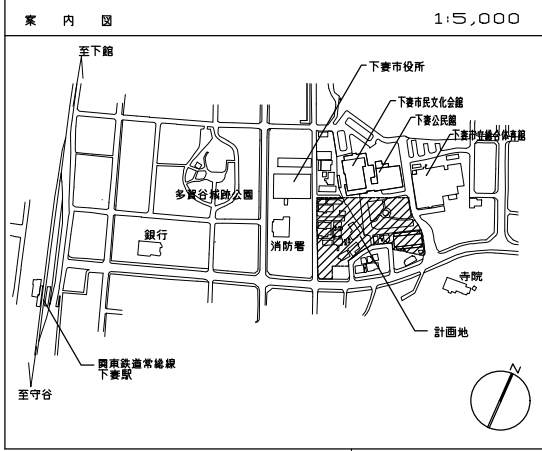 案内図
1:5,000
至下館
下妻市役所
下妻市民文化会館
下妻公民館
下妻市立総合体育館
多賀谷城跡公園
銀行
消防署
寺院
計画地
関東鉄道常総線
下妻駅
至守谷
N